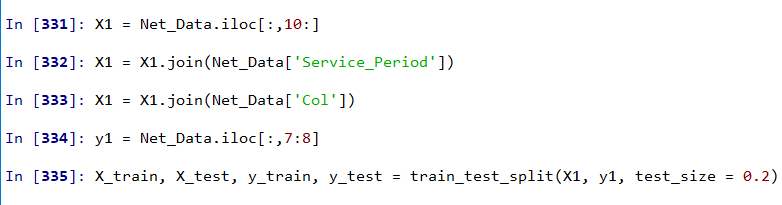 In [331]: X1 = Net_Data.iloc[:,10:]
In [332]: X1 = X1.join(Net_Data['Service_Period'])
In [333]: X1 = X1.join(Net_Data['Col'])
In [334]: y1 = Net_Data.iloc[:,7:8]
In [335]: X_train, X_test, y_train, y_test = train_test_split(X1, y1, test_size = 0.2)